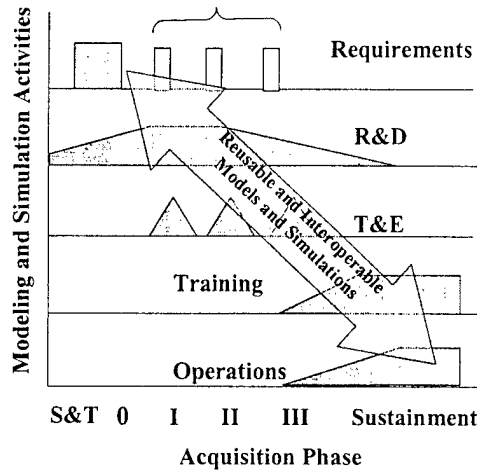 Modeling and Simulation Activities
Requirements
R&D
Reusable and Interoperable
Models and Simulations
T&E
Training
Operations
S&T 0 I II III Sustainment
Acquisition Phase